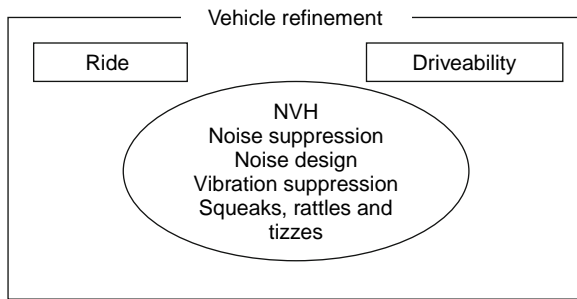 Vehicle refinement
Ride
Driveability
NVH
Noise suppression
Noise design
Vibration suppression
Squeaks, rattles and
tizzes